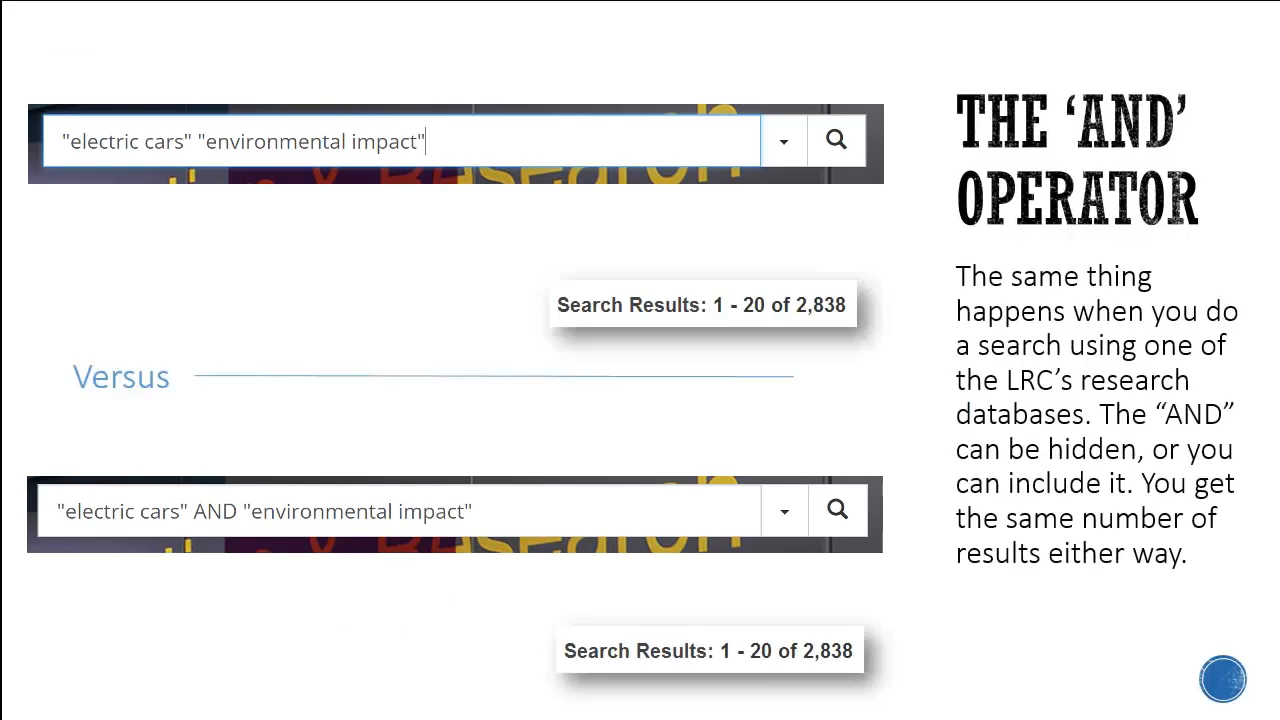 "electric cars" "environmental impact"
Search Results: 1 - 20 of 2,838
Versus
"electric cars" AND "environmental impact"
Search Results: 1 - 20 of 2,838
THE ‘AND’
OPERATOR
The same thing
happens when you do
a search using one of
the LRC’s research
databases. The “AND”
can be hidden, or you
can include it. You get
the same number of
results either way.